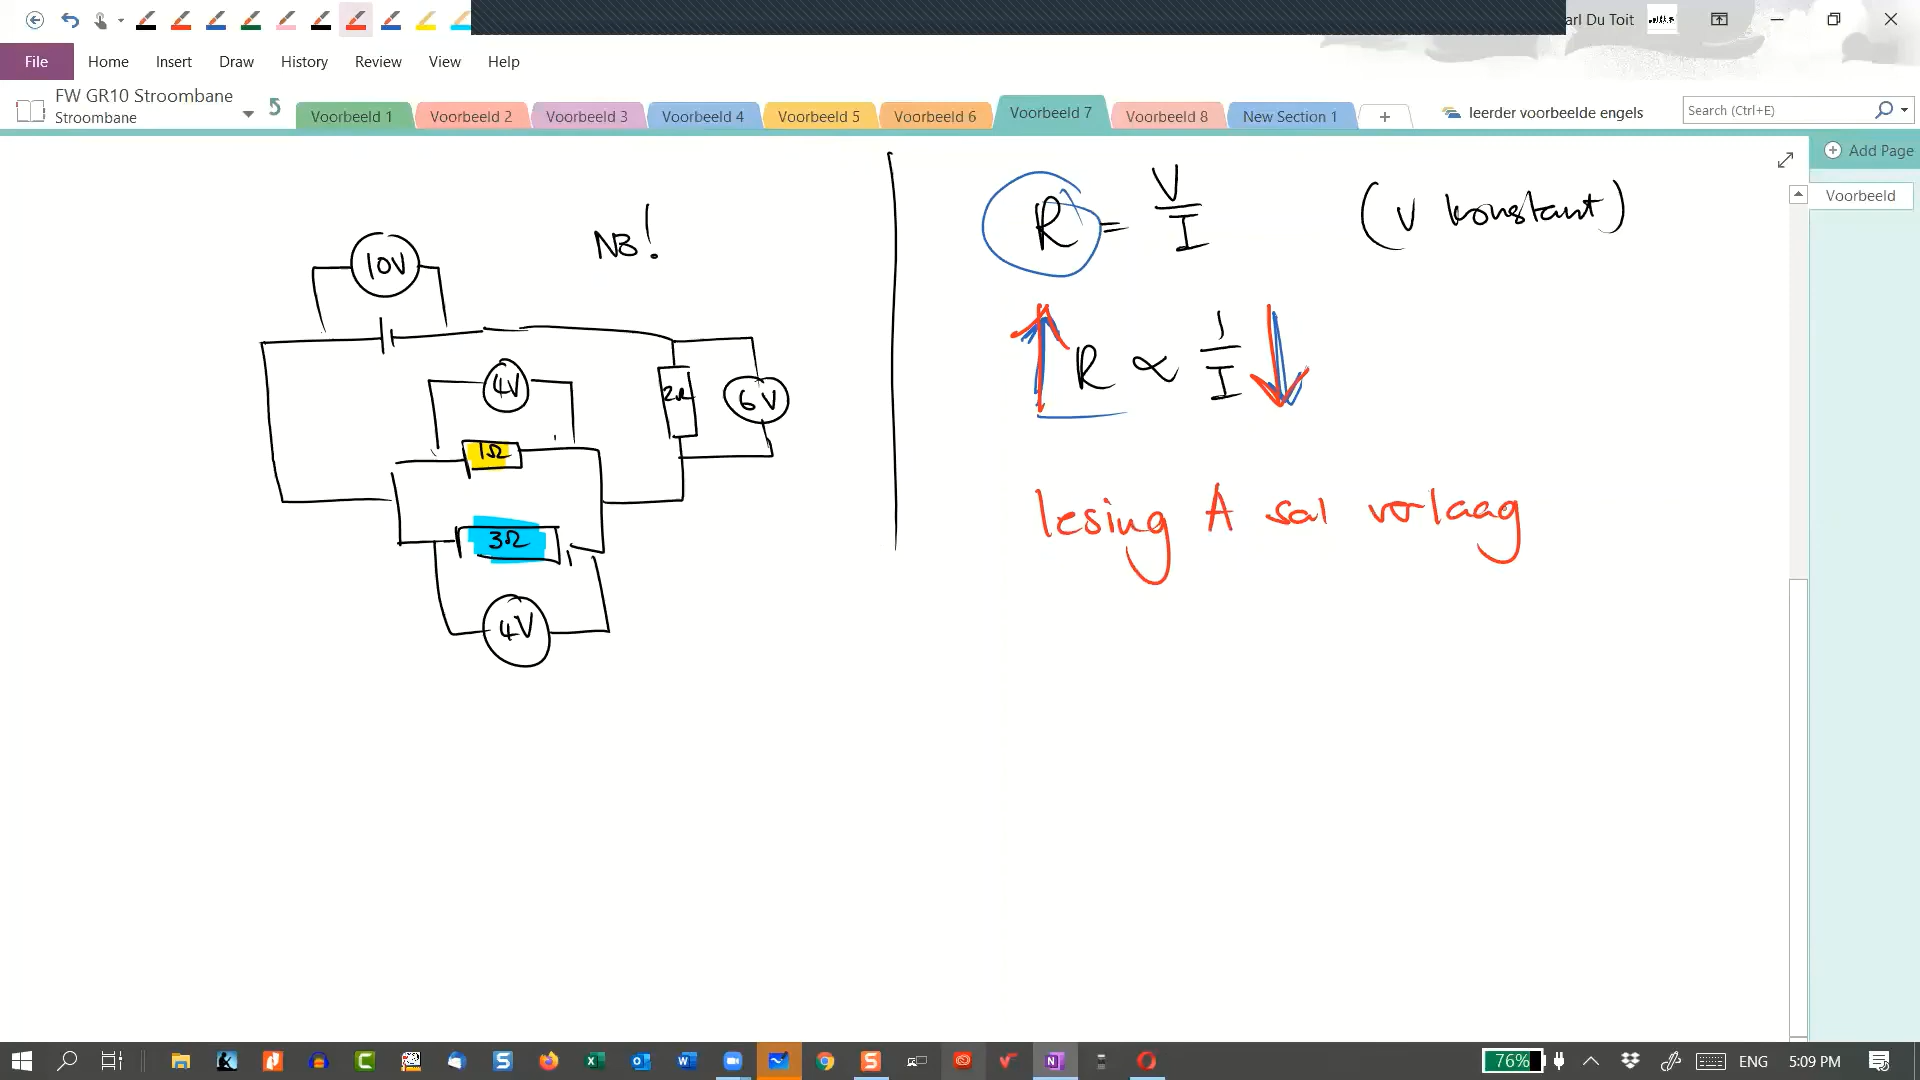 arl Du Toit
File Home Insert Draw History Review View Help
FW GR10 Stroombane
Stroombane
Voorbeeld 1 Voorbeeld 2 Voorbeeld 3 Voorbeeld 4 Voorbeeld 5 Voorbeeld 6 Voorbeeld 7 Voorbeeld 8 New Section 1 + leerder voorbeelde engels
Search (Ctrl+E)
Add Page
Voorbeeld
NB!
10V
4V
2Ω
6V
1Ω
3Ω
4V
R = V/I (V konstant)
R ∝ 1/I
lesing A sal verlaag
76% ENG 5:09 PM